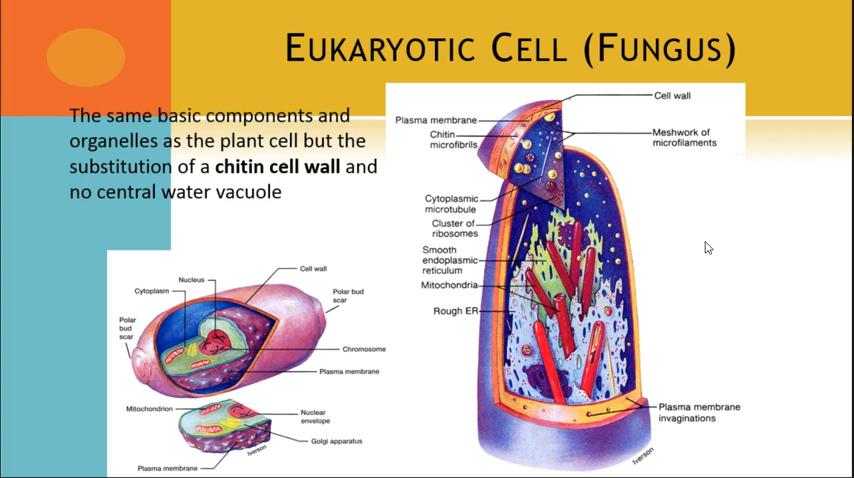 EUKARYOTIC CELL (FUNGUS)
The same basic components and
organelles as the plant cell but the
substitution of a chitin cell wall and
no central water vacuole
Cell wall
Plasma membrane
Chitin
microfibrils
Meshwork of
microfilaments
Cytoplasmic
microtubule
Cluster of
ribosomes
Smooth
endoplasmic
reticulum
Mitochondria
Rough ER
Plasma membrane
invaginations
Iverson
Cell wall
Nucleus
Cytoplasm
Polar bud
scar
Polar
bud
scar
Chromosome
Plasma membrane
Mitochondrion
Nuclear
envelope
Golgi apparatus
Iverson
Plasma membrane